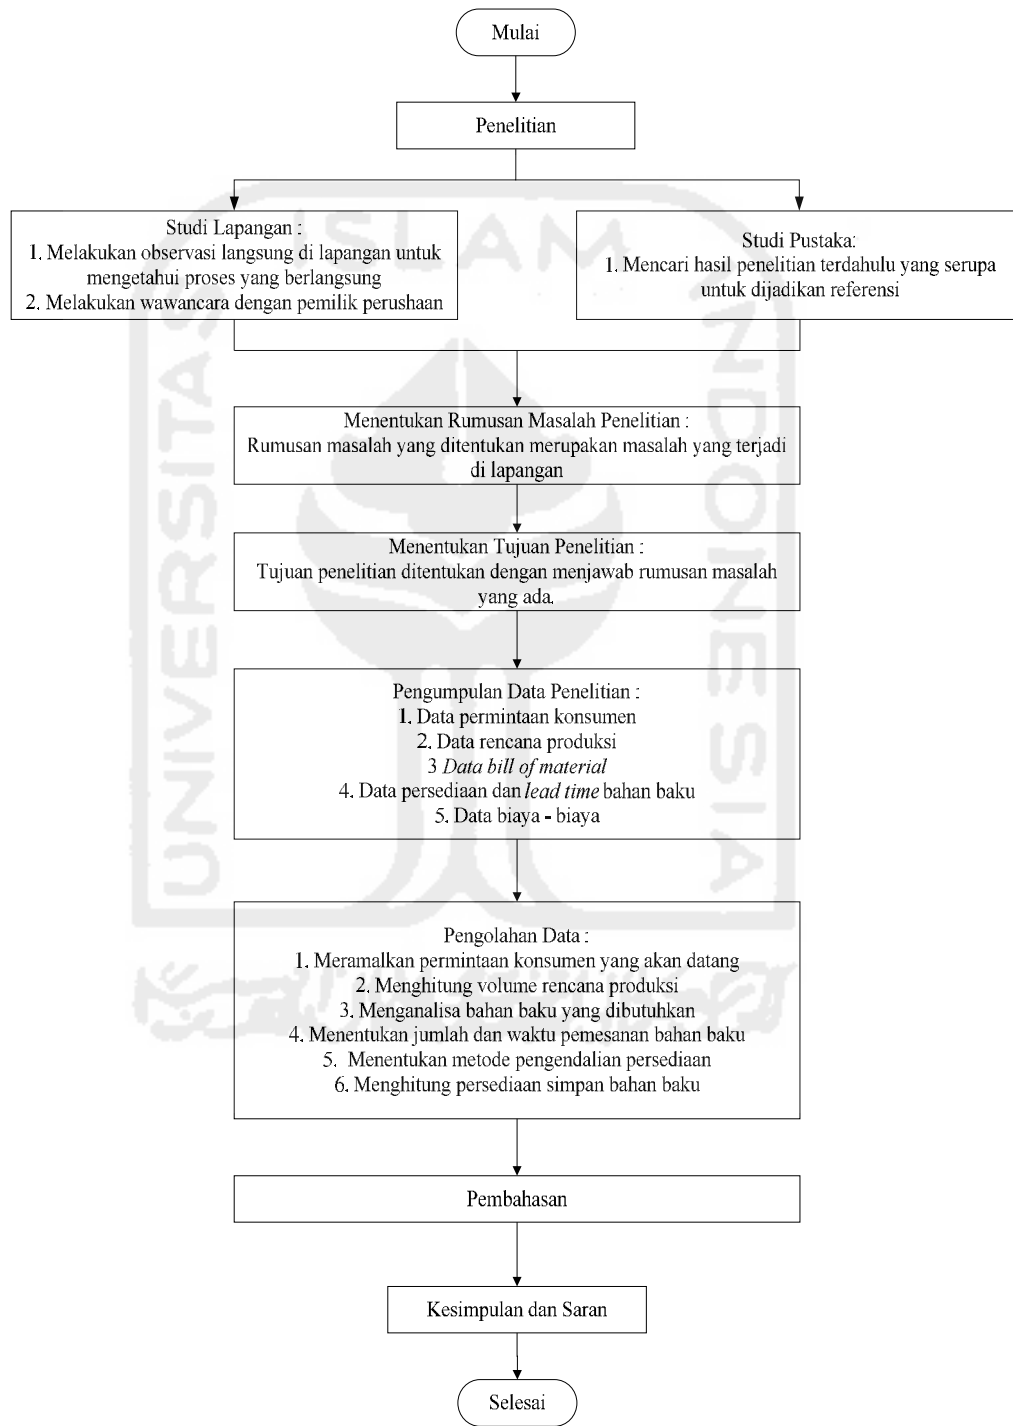 Mulai
Penelitian
Studi Lapangan :
1. Melakukan observasi langsung di lapangan untuk
mengetahui proses yang berlangsung
2. Melakukan wawancara dengan pemilik perushaan
Studi Pustaka:
1. Mencari hasil penelitian terdahulu yang serupa
untuk dijadikan referensi
Menentukan Rumusan Masalah Penelitian :
Rumusan masalah yang ditentukan merupakan masalah yang terjadi
di lapangan
Menentukan Tujuan Penelitian :
Tujuan penelitian ditentukan dengan menjawab rumusan masalah
yang ada.
Pengumpulan Data Penelitian :
1. Data permintaan konsumen
2. Data rencana produksi
3 Data bill of material
4. Data persediaan dan lead time bahan baku
5. Data biaya - biaya
Pengolahan Data :
1. Meramalkan permintaan konsumen yang akan datang
2. Menghitung volume rencana produksi
3. Menganalisa bahan baku yang dibutuhkan
4. Menentukan jumlah dan waktu pemesanan bahan baku
5. Menentukan metode pengendalian persediaan
6. Menghitung persediaan simpan bahan baku
Pembahasan
Kesimpulan dan Saran
Selesai
UNIVERSITAS
ISLAM
INDONESIA